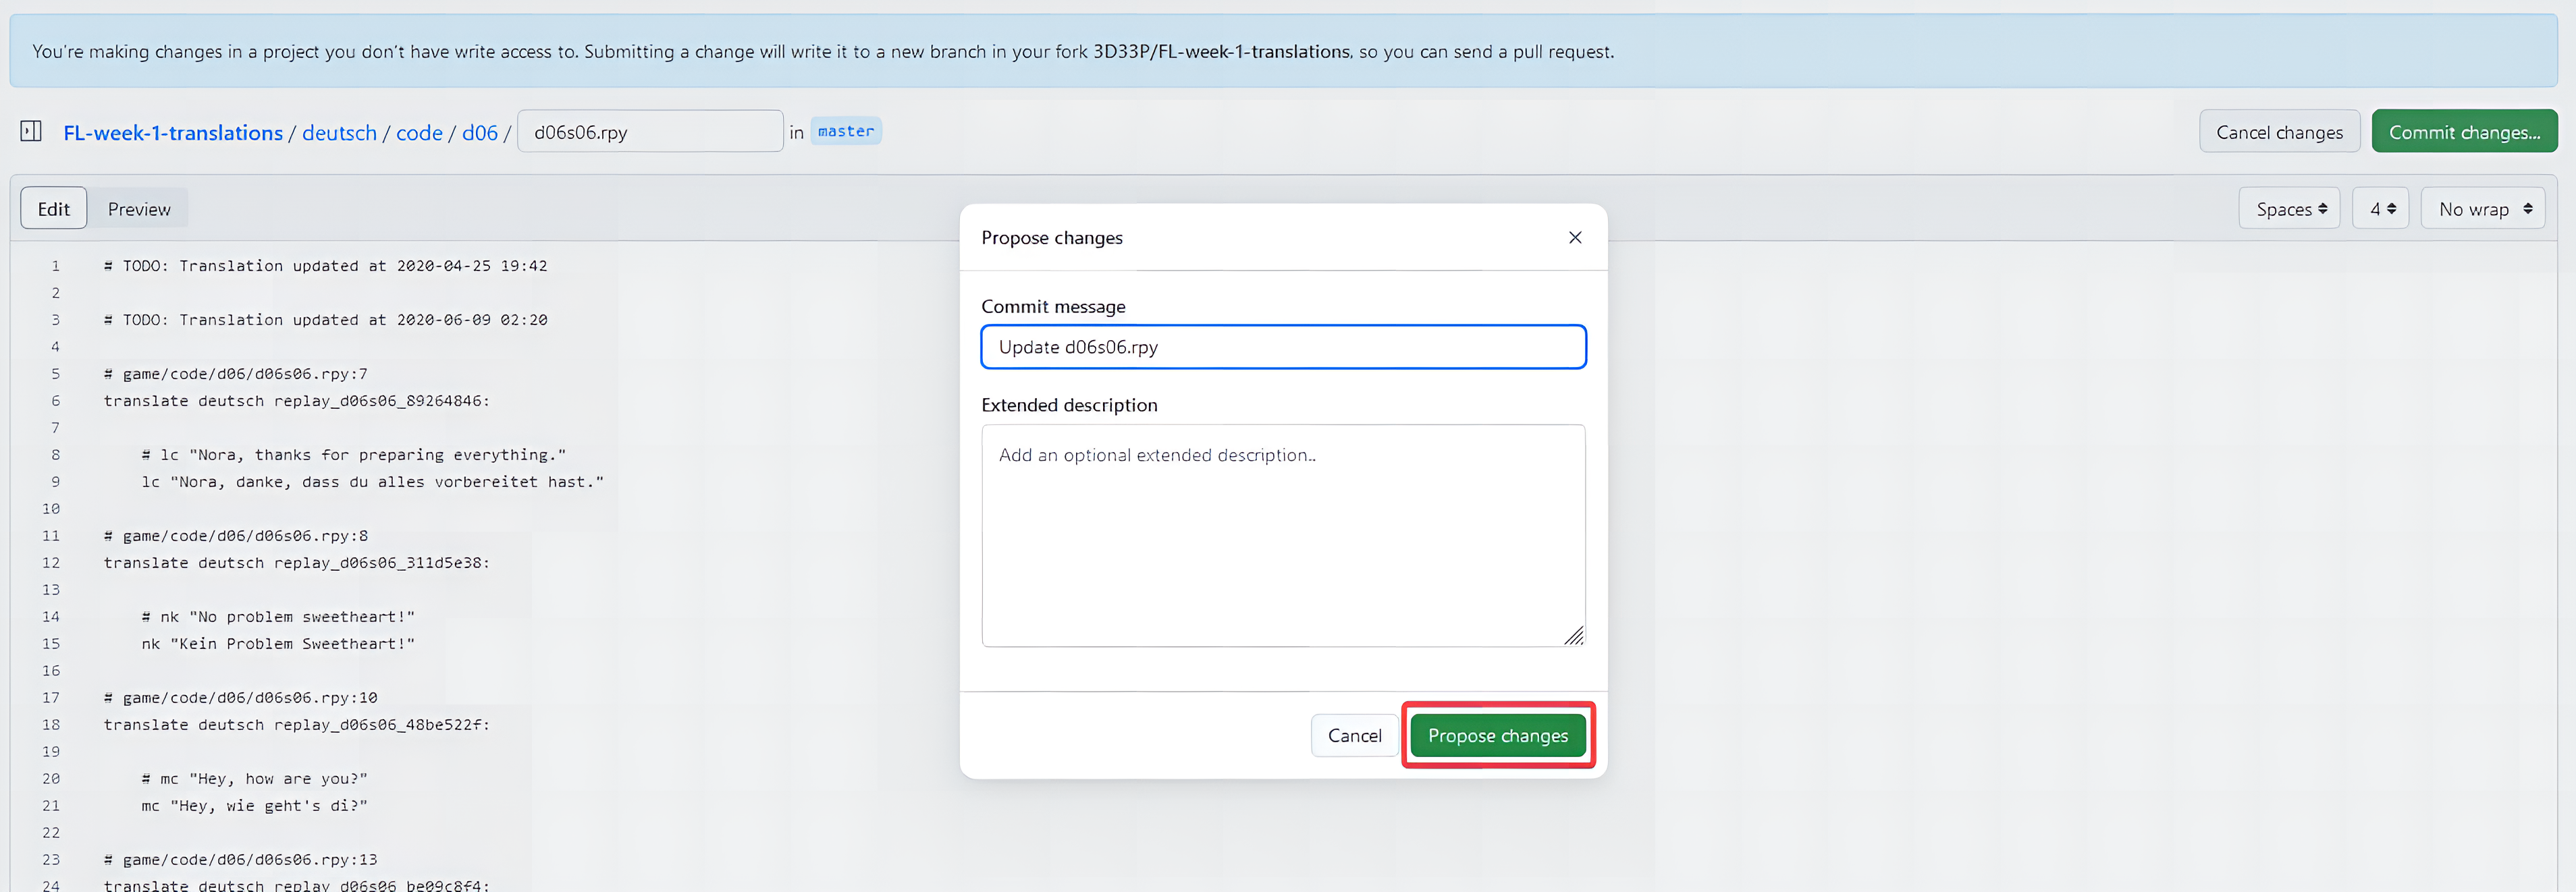 You're making changes in a project you don't have write access to. Submitting a change will write it to a new branch in your fork 3D33P/FL-week-1-translations, so you can send a pull request.
FL-week-1-translations / deutsch / code / d06 / d06s06.rpy in master
Cancel changes
Commit changes...
Edit
Preview
Spaces
4
No wrap
1 # TODO: Translation updated at 2020-04-25 19:42
2
3 # TODO: Translation updated at 2020-06-09 02:20
4
5 # game/code/d06/d06s06.rpy:7
6 translate deutsch replay_d06s06_89264846:
7
8 # lc "Nora, thanks for preparing everything."
9 lc "Nora, danke, dass du alles vorbereitet hast."
10
11 # game/code/d06/d06s06.rpy:8
12 translate deutsch replay_d06s06_311d5e38:
13
14 # nk "No problem sweetheart!"
15 nk "Kein Problem Sweetheart!"
16
17 # game/code/d06/d06s06.rpy:10
18 translate deutsch replay_d06s06_48be522f:
19
20 # mc "Hey, how are you?"
21 mc "Hey, wie geht's di?"
22
23 # game/code/d06/d06s06.rpy:13
24 translate deutsch replay_d06s06_be09c8f4:
Propose changes
Commit message
Update d06s06.rpy
Extended description
Add an optional extended description..
Cancel
Propose changes